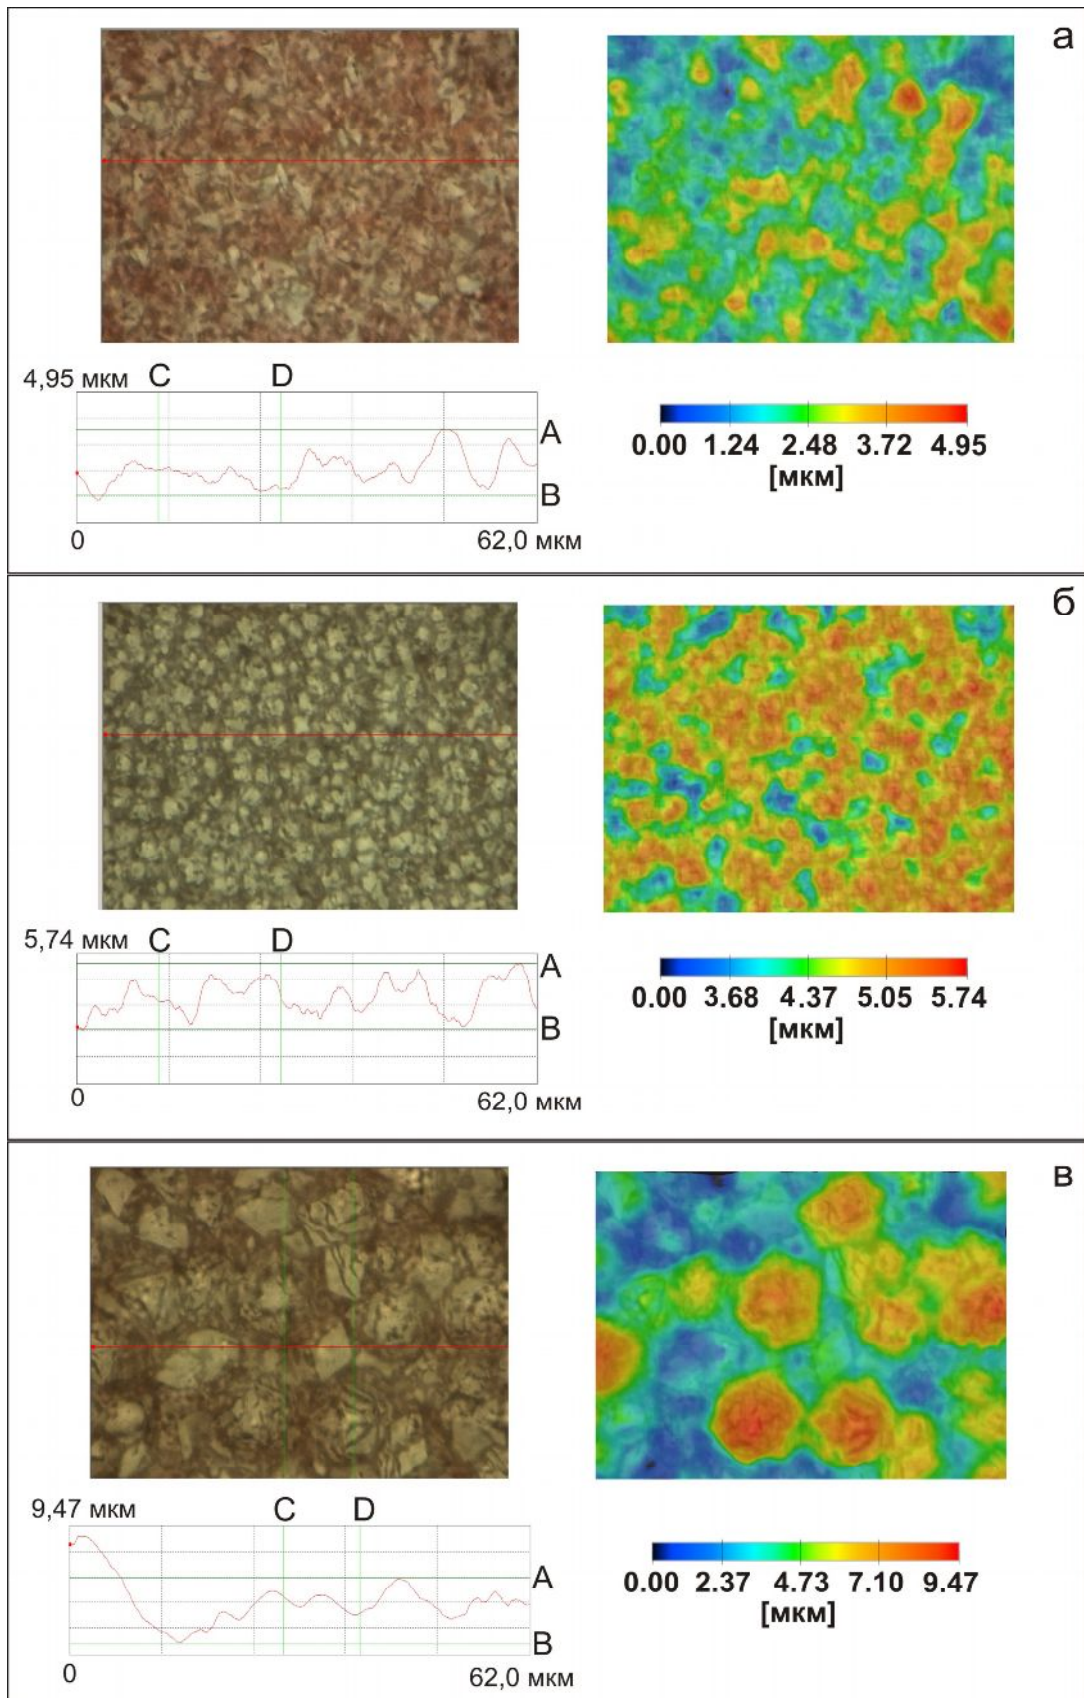 а
4,95 мкм C D
A
B
0 62,0 мкм
0.00 1.24 2.48 3.72 4.95
[мкм]
б
5,74 мкм C D
A
B
0 62,0 мкм
0.00 3.68 4.37 5.05 5.74
[мкм]
в
9,47 мкм C D
A
B
0 62,0 мкм
0.00 2.37 4.73 7.10 9.47
[мкм]